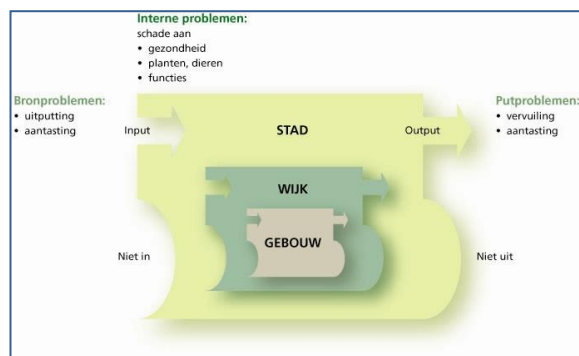 Interne problemen:
schade aan
• gezondheid
• planten, dieren
• functies
Bronproblemen:
• uitputting
• aantasting
Putproblemen:
• vervuiling
• aantasting
Input
STAD
Output
WIJK
GEBOUW
Niet in
Niet uit